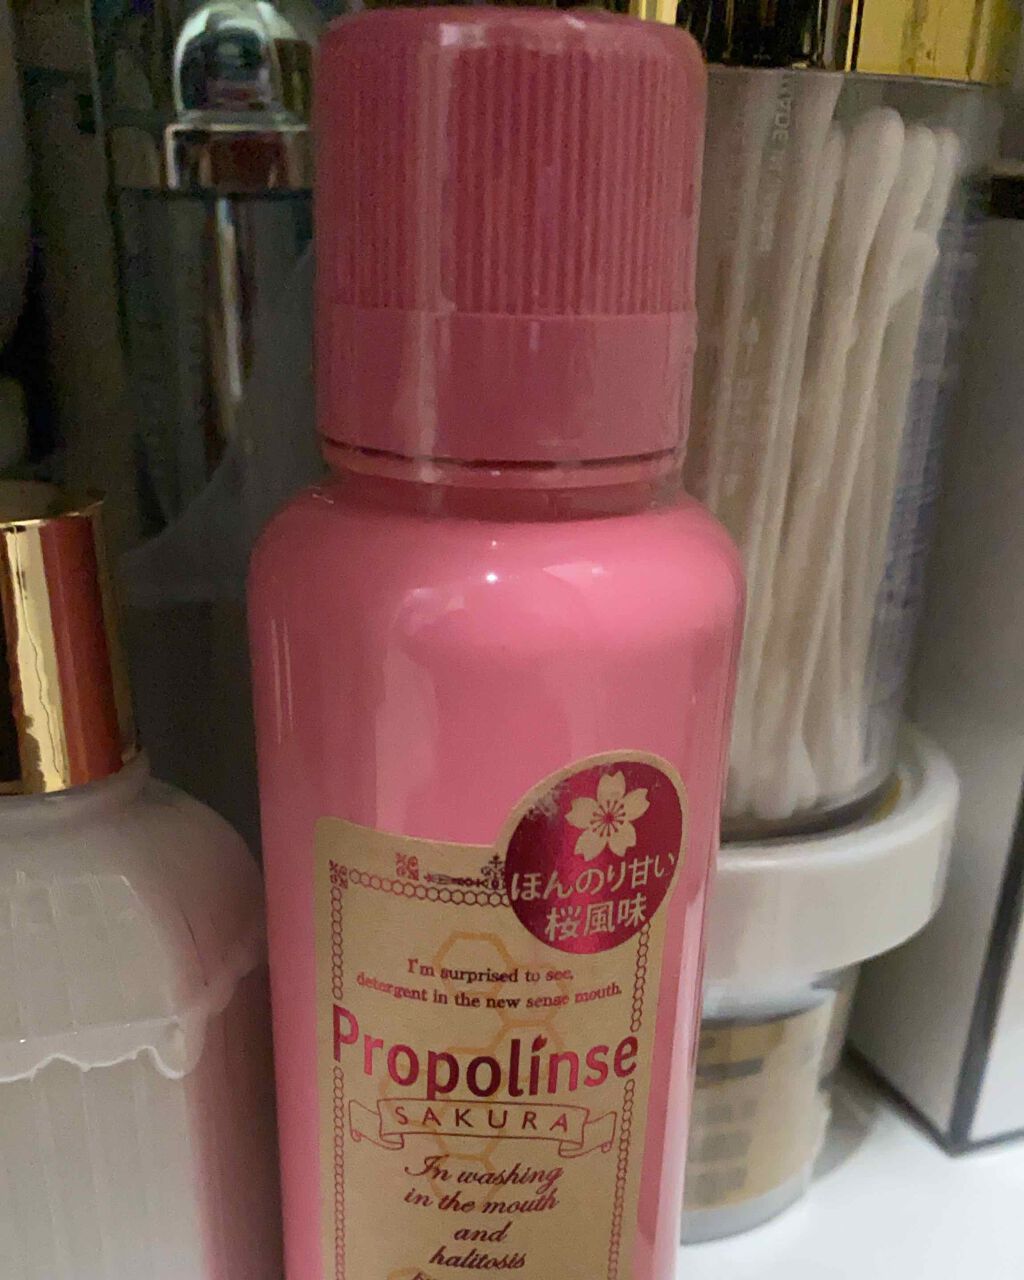 ほんのり甘い
桜風味
I'm surprised to see,
detergent in the new sense mouth.
Propolinse
SAKURA
In washing
in the mouth
and
halitosis